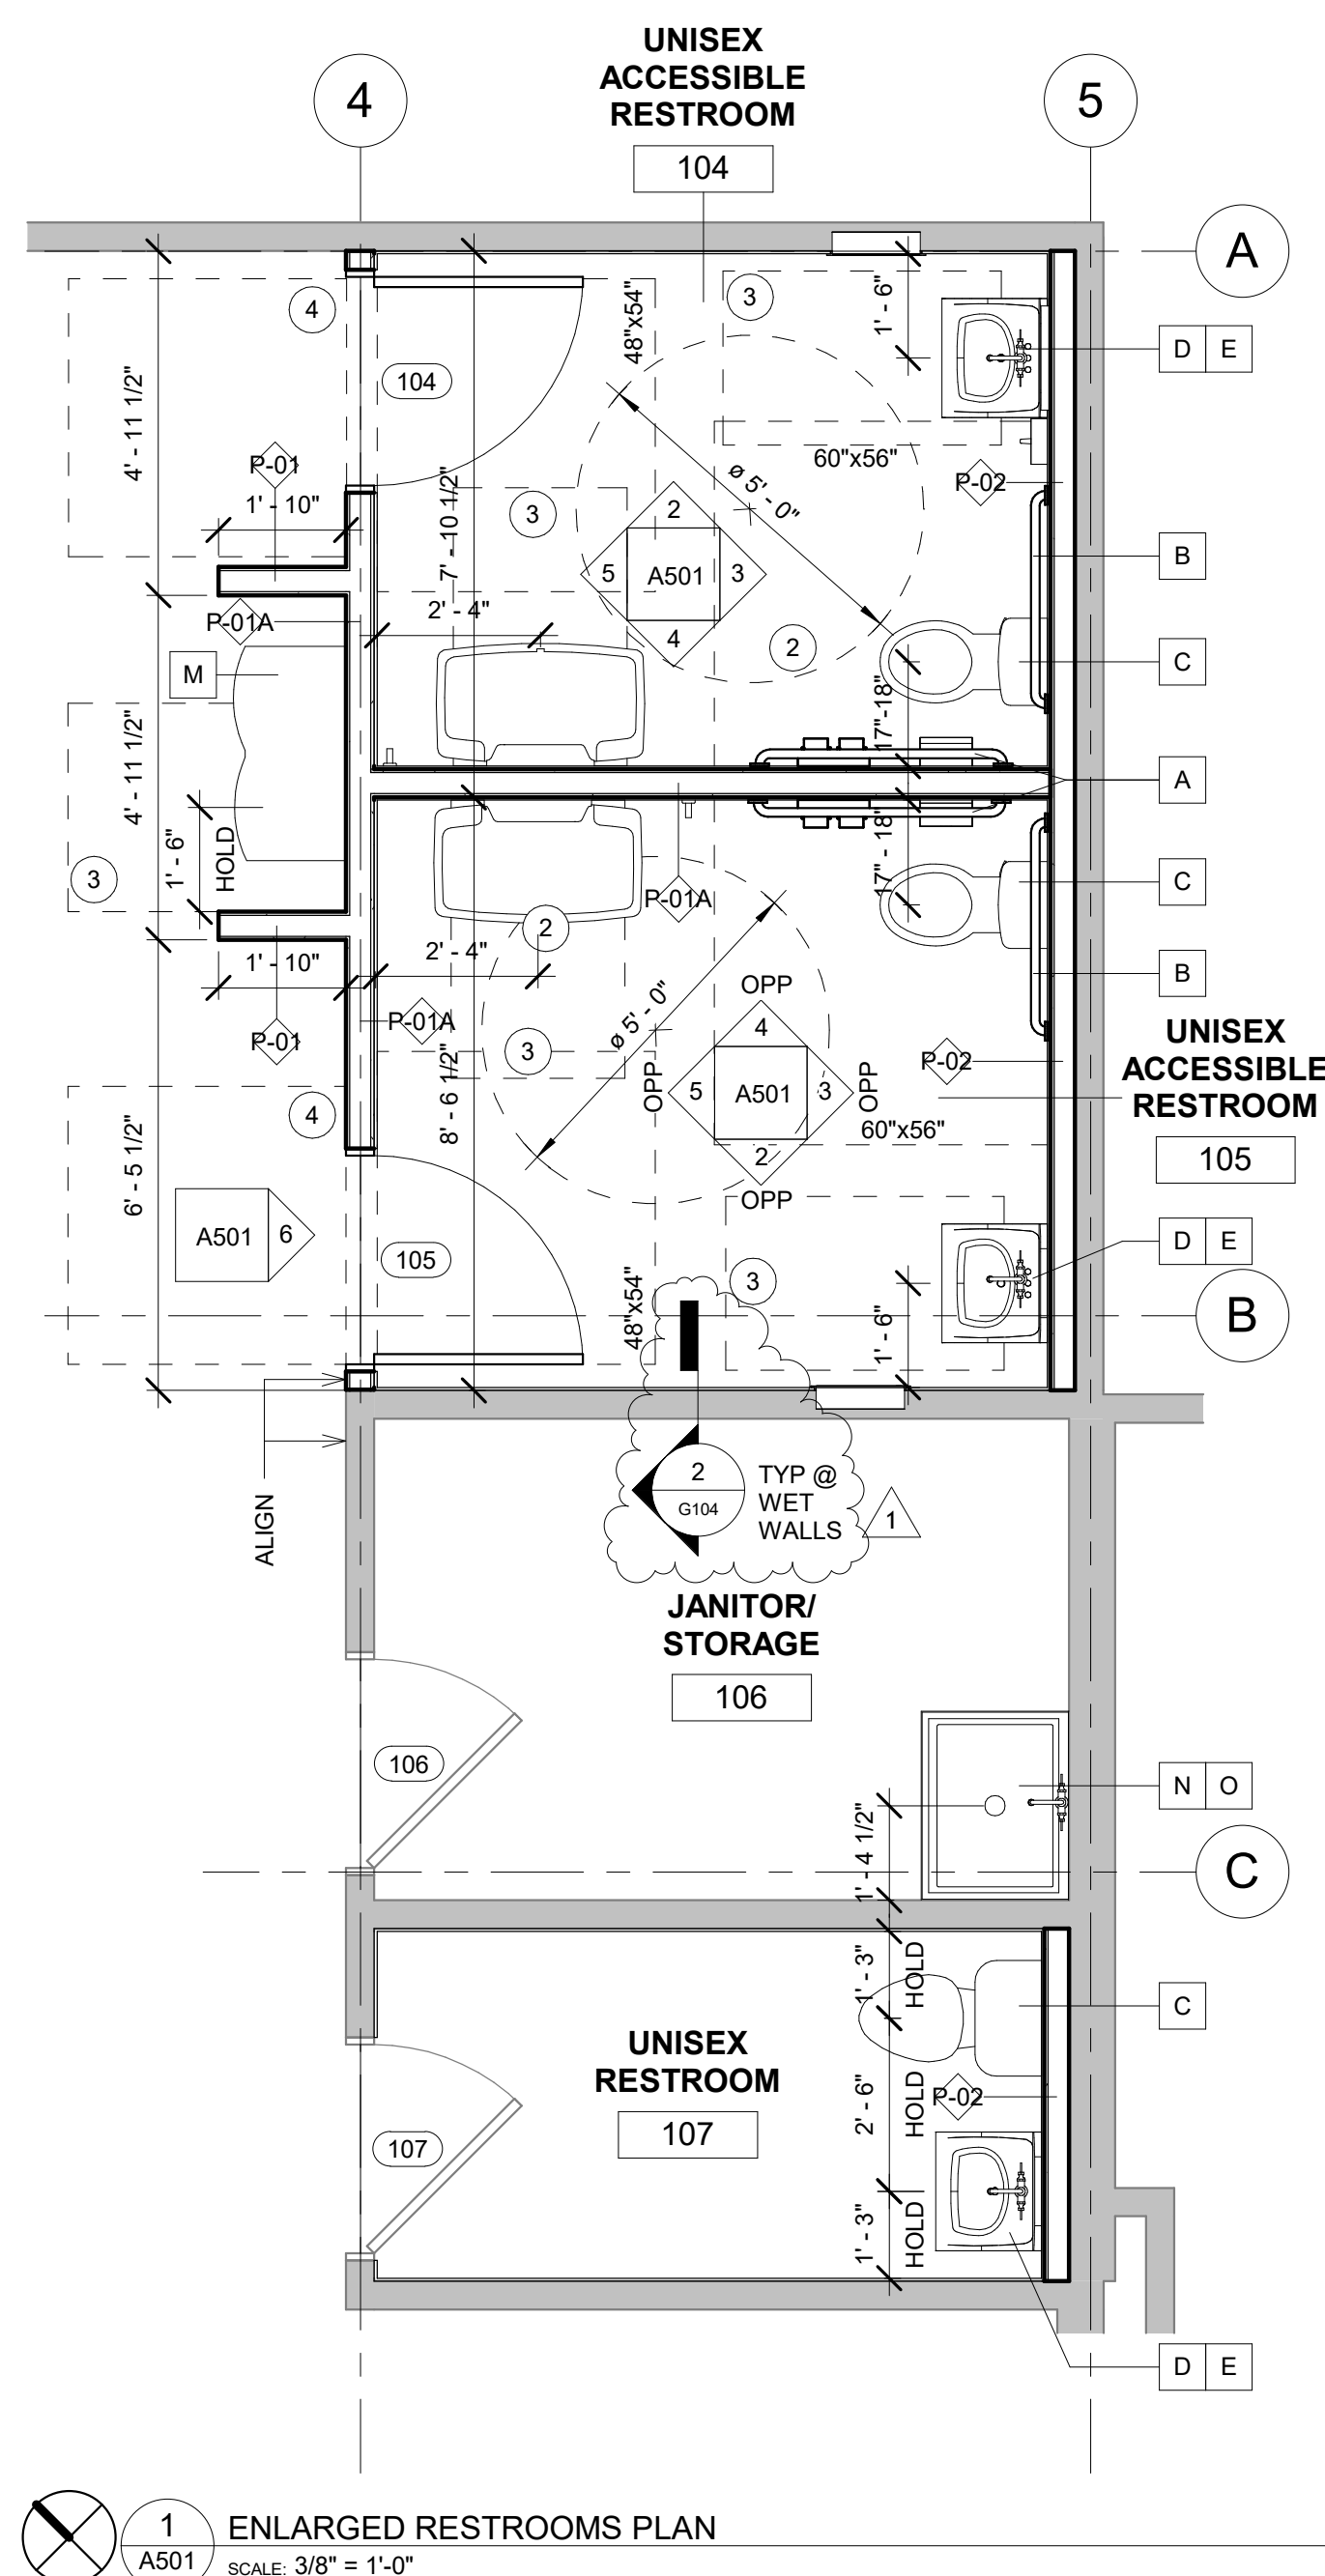 UNISEX
ACCESSIBLE
RESTROOM
104
4
5
A
4
3
48"x54"
1' - 6"
D E
104
4' - 11 1/2"
P-01
1' - 10"
7' - 10 1/2"
3
60"x56"
ø 5' - 0"
P-02
2
5 A501 3
4
B
2' - 4"
P-01A
M
2
C
17"-18"
4' - 11 1/2"
A
1' - 6"
HOLD
3
17" - 18"
C
P-01A
2
2' - 4"
1' - 10"
B
P-01
P-01A
3
ø 5' - 0"
OPP
4
5 A501 3
2
OPP
OPP
OPP
P-02
60"x56"
UNISEX
ACCESSIBLE
RESTROOM
105
4
8' - 6 1/2"
6' - 5 1/2"
A501 6
105
48"x54"
3
1' - 6"
D E
B
ALIGN
2
G104
TYP @
WET
WALLS
1
JANITOR/
STORAGE
106
106
N O
1' - 4 1/2"
C
1' - 3"
HOLD
C
UNISEX
RESTROOM
107
2' - 6"
HOLD
P-02
107
1' - 3"
HOLD
D E
1
A501
ENLARGED RESTROOMS PLAN
SCALE: 3/8" = 1'-0"